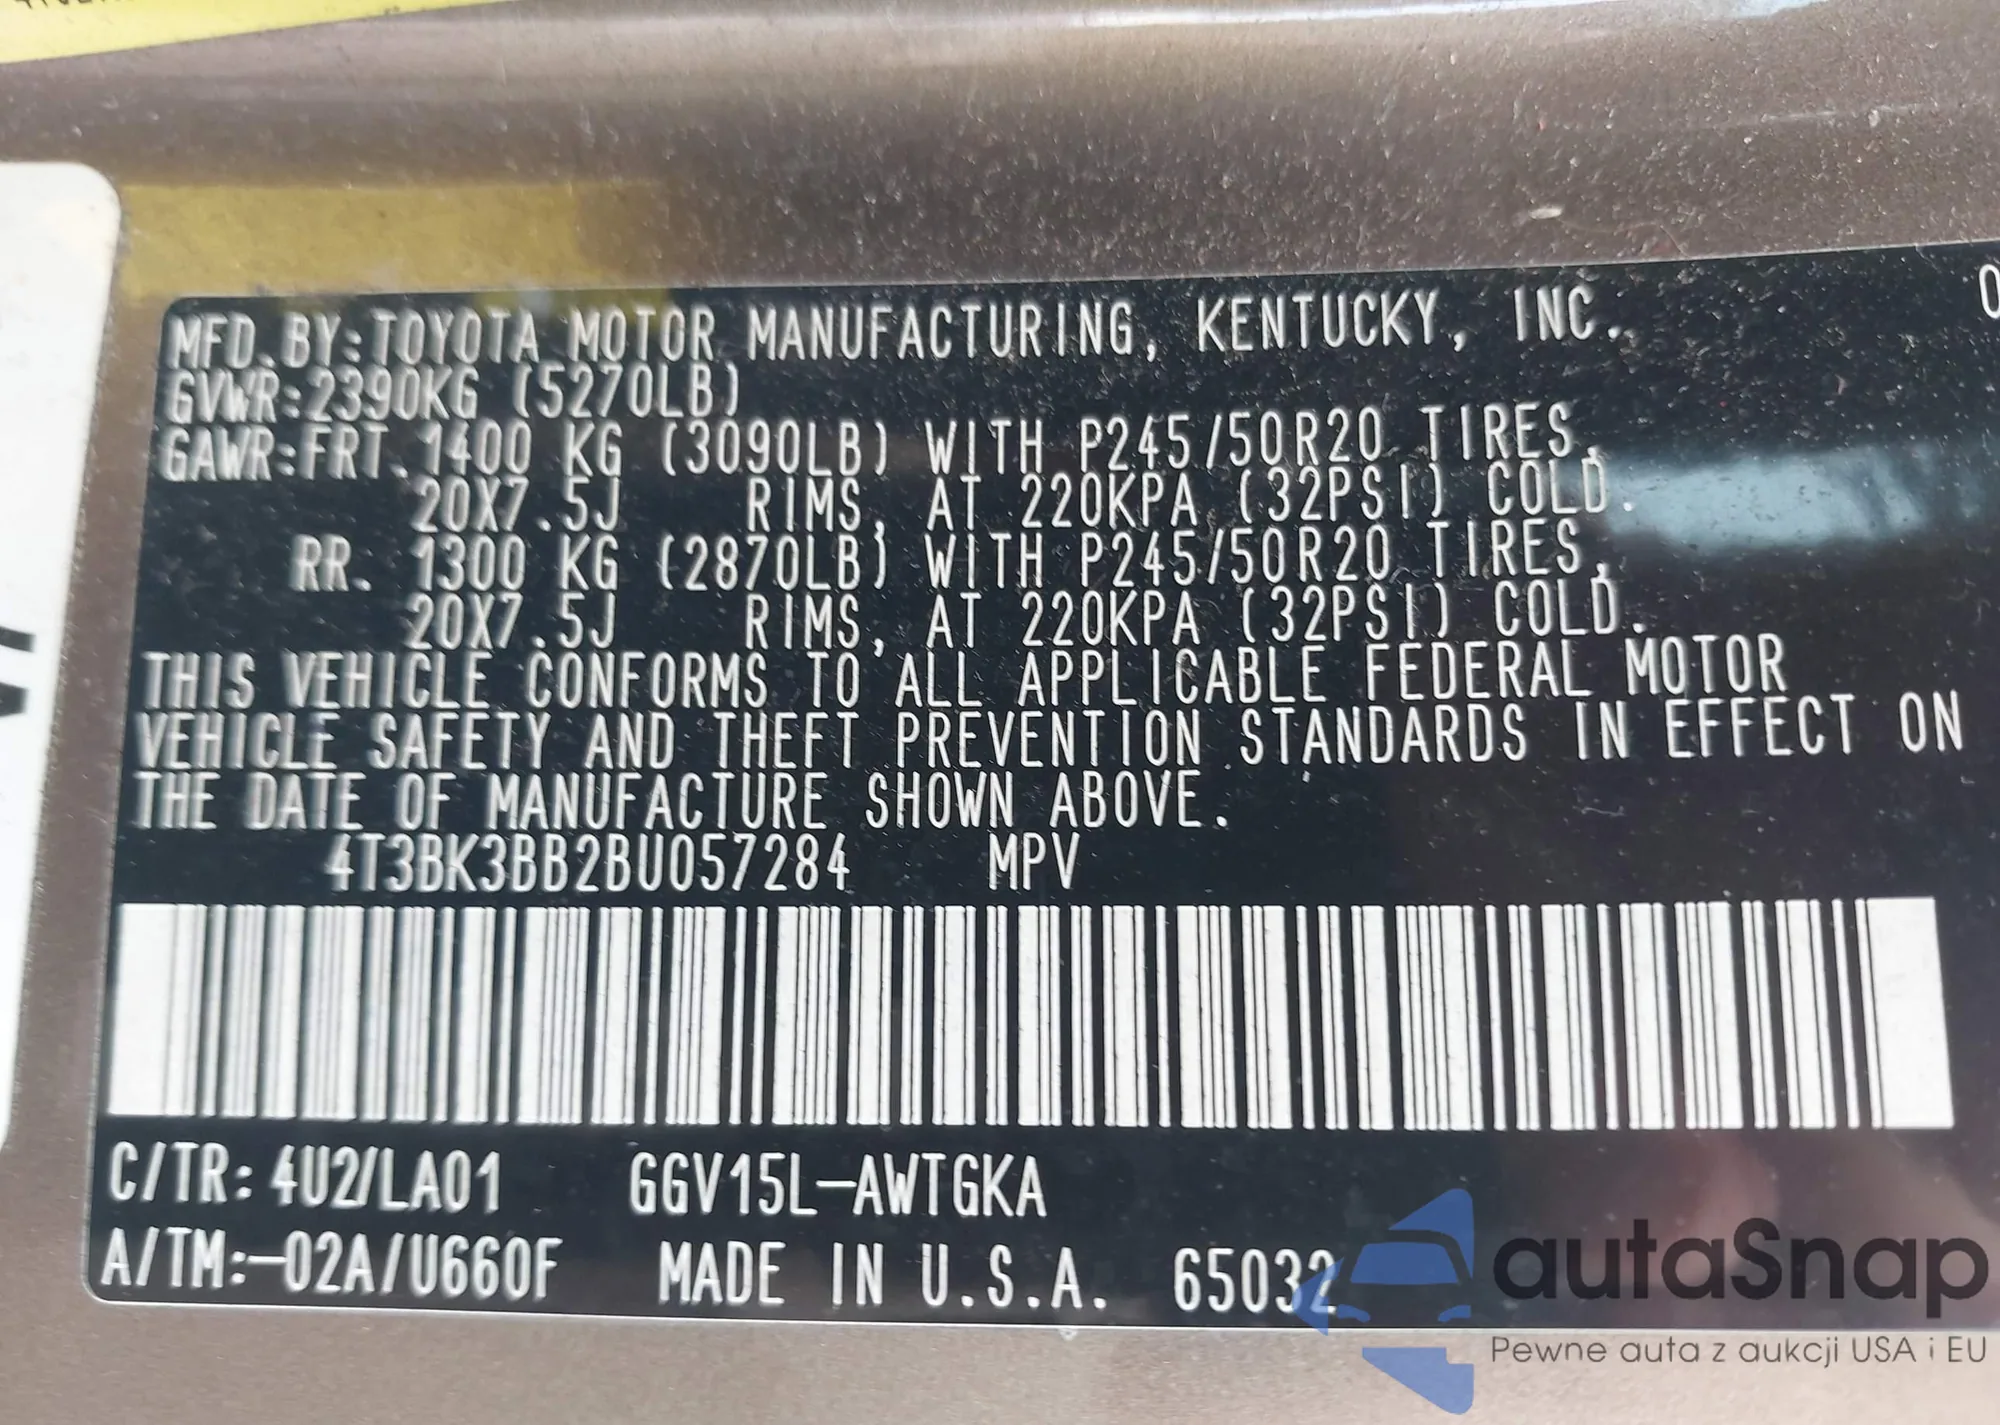 MFD. BY: TOYOTA MOTOR MANUFACTURING, KENTUCKY, INC.
GVWR: 2390KG (5270LB)
GAWR: FRT. 1400 KG (3090LB) WITH P245/50R20 TIRES,
20X7.5J RIMS, AT 220KPA (32PSI) COLD.
RR. 1300 KG (2870LB) WITH P245/50R20 TIRES,
20X7.5J RIMS, AT 220KPA (32PSI) COLD.
THIS VEHICLE CONFORMS TO ALL APPLICABLE FEDERAL MOTOR
VEHICLE SAFETY AND THEFT PREVENTION STANDARDS IN EFFECT ON
THE DATE OF MANUFACTURE SHOWN ABOVE.
4T3BK3BB2BU057284 MPV
C/TR: 4U2/LA01 GGV15L-AWTGKA
A/TM:-02A/U660F MADE IN U.S.A. 65032
autaSnap
Pewne auta z aukcji USA i EU